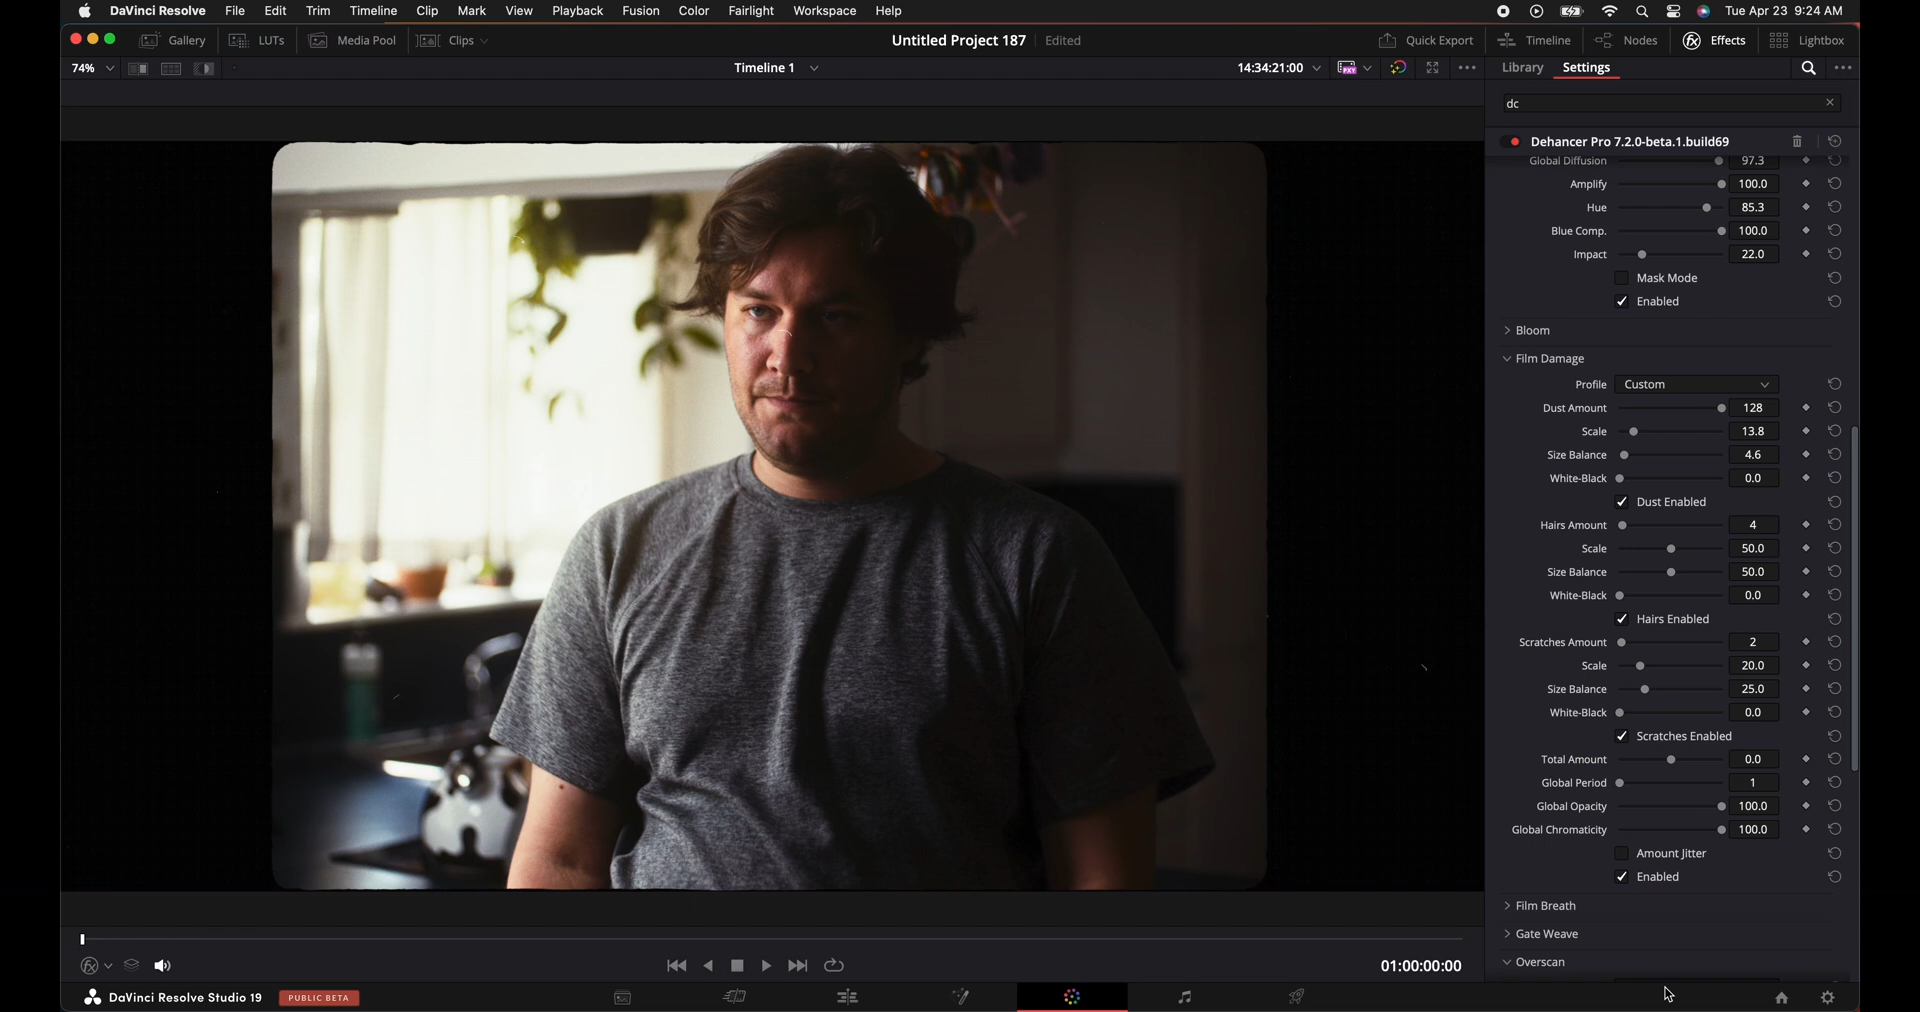 DaVinci Resolve File Edit Trim Timeline Clip Mark View Playback Fusion Color Fairlight Workspace Help Tue Apr 23 9:24 AM
Gallery LUTs Media Pool Clips Untitled Project 187 Edited Quick Export Timeline Nodes Effects Lightbox
74% Timeline 1 14:34:21:00 PXY Library Settings
dc
Dehancer Pro 7.2.0-beta.1.build69
Global Diffusion 97.3
Amplify 100.0
Hue 85.3
Blue Comp. 100.0
Impact 22.0
Mask Mode
Enabled
Bloom
Film Damage
Profile Custom
Dust Amount 128
Scale 13.8
Size Balance 4.6
White-Black 0.0
Dust Enabled
Hairs Amount 4
Scale 50.0
Size Balance 50.0
White-Black 0.0
Hairs Enabled
Scratches Amount 2
Scale 20.0
Size Balance 25.0
White-Black 0.0
Scratches Enabled
Total Amount 0.0
Global Period 1
Global Opacity 100.0
Global Chromaticity 100.0
Amount Jitter
Enabled
Film Breath
Gate Weave
Overscan
01:00:00:00
DaVinci Resolve Studio 19 PUBLIC BETA